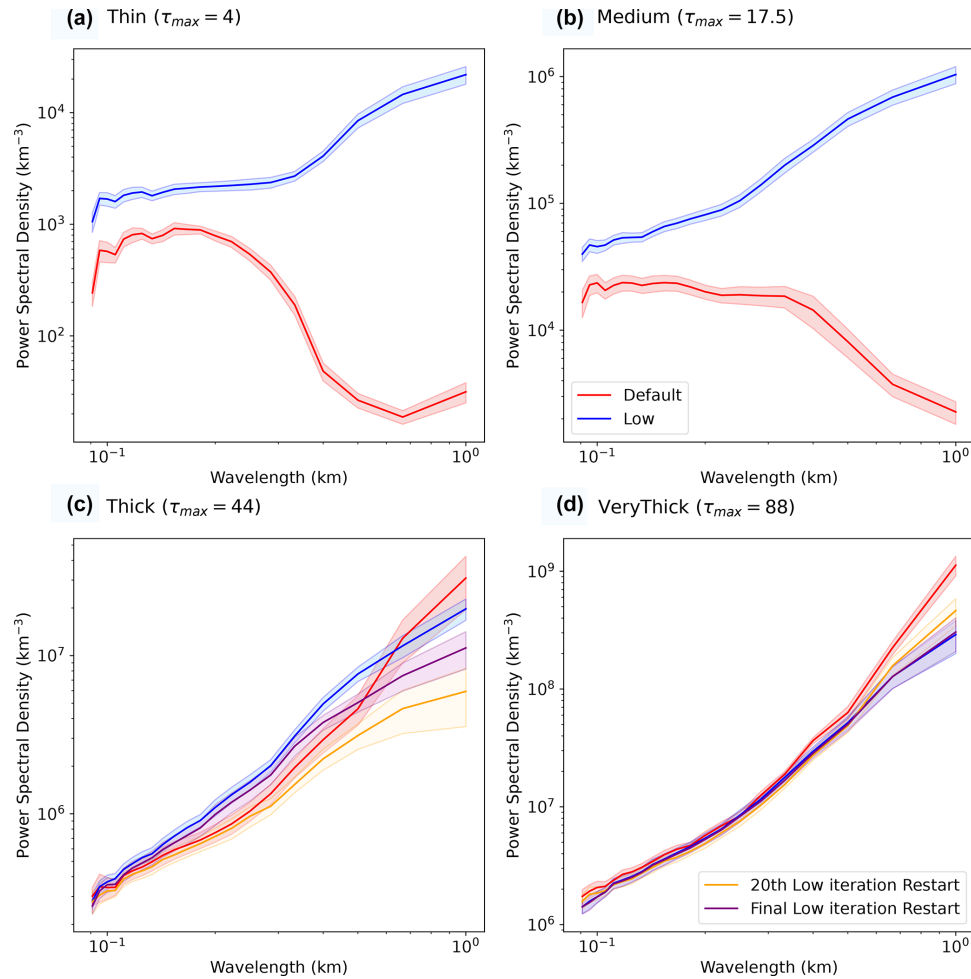 (a) Thin (τmax = 4)
(b) Medium (τmax = 17.5)
Power Spectral Density (km⁻³)
10⁴
10³
10²
10⁻¹
10⁰
Wavelength (km)
Power Spectral Density (km⁻³)
10⁶
10⁵
10⁴
Default
Low
10⁻¹
10⁰
Wavelength (km)
(c) Thick (τmax = 44)
(d) VeryThick (τmax = 88)
Power Spectral Density (km⁻³)
10⁷
10⁶
10⁻¹
10⁰
Wavelength (km)
Power Spectral Density (km⁻³)
10⁹
10⁸
10⁷
10⁶
20th Low iteration Restart
Final Low iteration Restart
10⁻¹
10⁰
Wavelength (km)